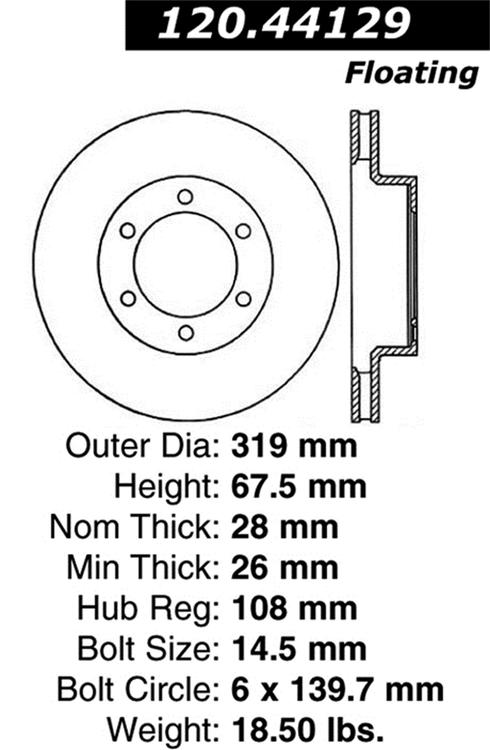 120.44129
Floating
Outer Dia: 319 mm
Height: 67.5 mm
Nom Thick: 28 mm
Min Thick: 26 mm
Hub Reg: 108 mm
Bolt Size: 14.5 mm
Bolt Circle: 6 x 139.7 mm
Weight: 18.50 lbs.